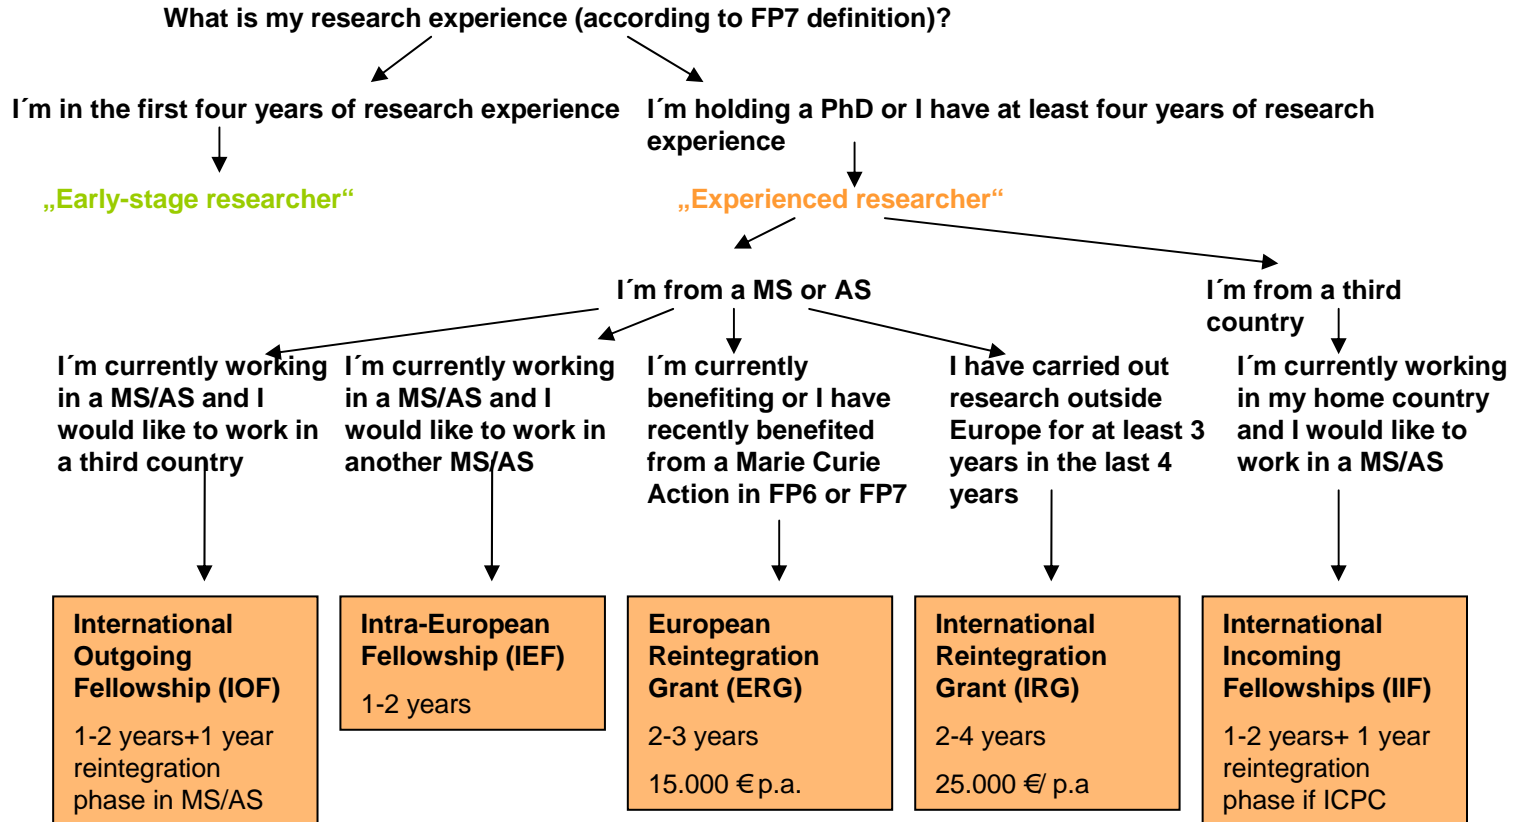 What is my research experience (according to FP7 definition)?
I´m in the first four years of research experience
I´m holding a PhD or I have at least four years of research
experience
„Early-stage researcher“
„Experienced researcher“
I´m from a MS or AS
I´m from a third
country
I´m currently working
in a MS/AS and I
would like to work in
a third country
I´m currently working
in a MS/AS and I
would like to work in
another MS/AS
I´m currently
benefiting or I have
recently benefited
from a Marie Curie
Action in FP6 or FP7
I have carried out
research outside
Europe for at least 3
years in the last 4
years
I´m currently working
in my home country
and I would like to
work in a MS/AS
International
Outgoing
Fellowship (IOF)
1-2 years+1 year
reintegration
phase in MS/AS
Intra-European
Fellowship (IEF)
1-2 years
European
Reintegration
Grant (ERG)
2-3 years
15.000 € p.a.
International
Reintegration
Grant (IRG)
2-4 years
25.000 €/ p.a
International
Incoming
Fellowships (IIF)
1-2 years+ 1 year
reintegration
phase if ICPC